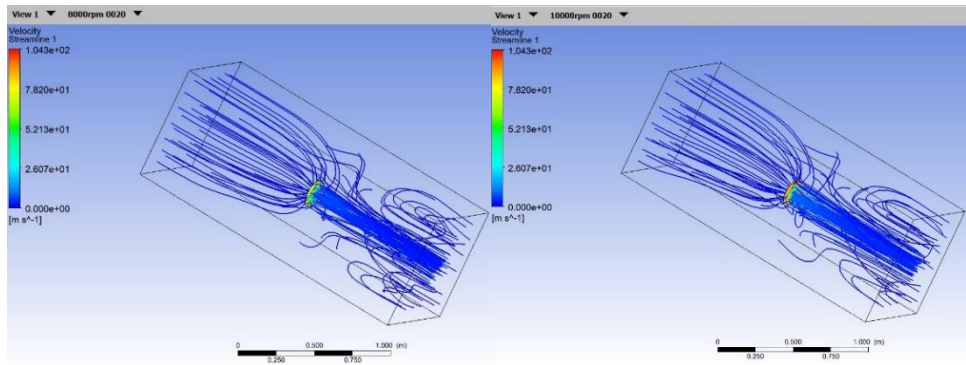 View 1 8000rpm 0020
Velocity
Streamline 1
1.043e+02
7.820e+01
5.213e+01
2.607e+01
0.000e+00
[m s^-1]
0 0.500 1.000 (m)
0.250 0.750
View 1 10000rpm 0020
Velocity
Streamline 1
1.043e+02
7.820e+01
5.213e+01
2.607e+01
0.000e+00
[m s^-1]
0 0.500 1.000 (m)
0.250 0.750